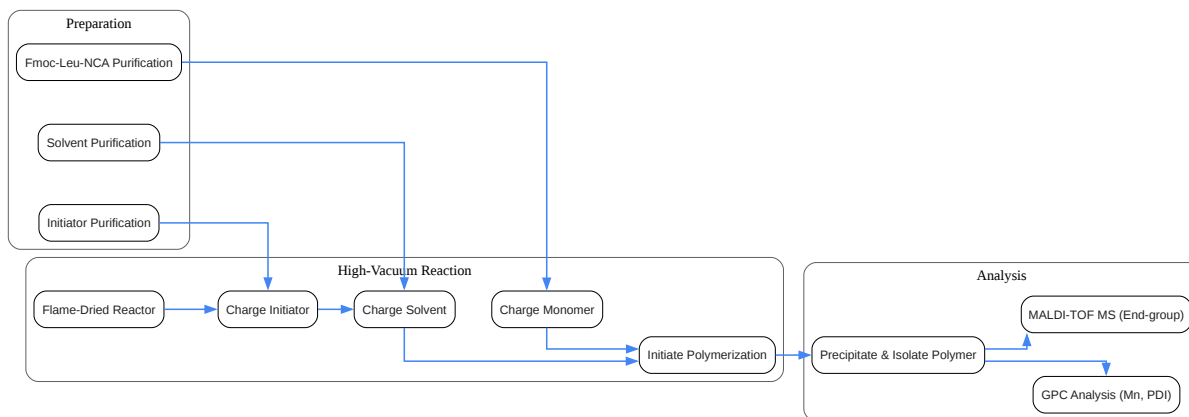 Preparation
Fmoc-Leu-NCA Purification
Solvent Purification
Initiator Purification
High-Vacuum Reaction
Flame-Dried Reactor
Charge Initiator
Charge Solvent
Charge Monomer
Initiate Polymerization
Analysis
Precipitate & Isolate Polymer
MALDI-TOF MS (End-group)
GPC Analysis (Mn, PDI)